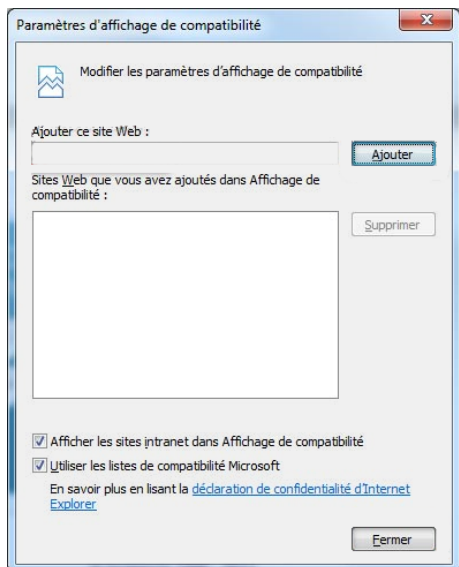 Paramètres d'affichage de compatibilité
Modifier les paramètres d'affichage de compatibilité
Ajouter ce site Web :
Ajouter
Sites Web que vous avez ajoutés dans Affichage de
compatibilité :
Supprimer
Afficher les sites intranet dans Affichage de compatibilité
Utiliser les listes de compatibilité Microsoft
En savoir plus en lisant la déclaration de confidentialité d'Internet
Explorer
Fermer